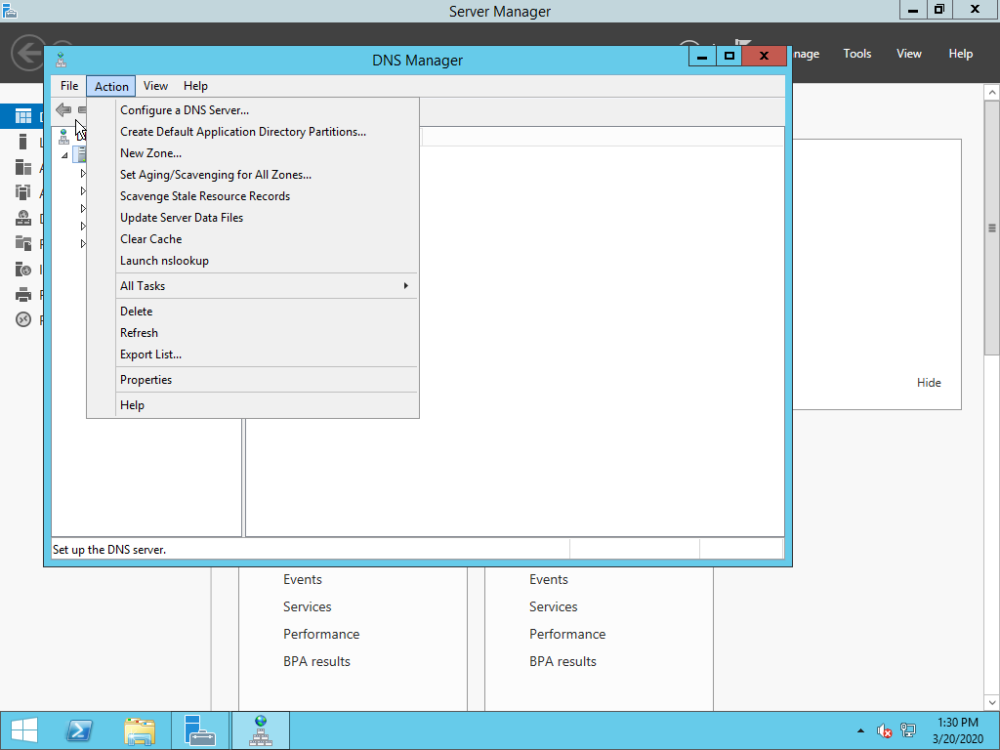 Server Manager
Tools
View
Help
DNS Manager
File
Action
View
Help
Configure a DNS Server...
Create Default Application Directory Partitions...
New Zone...
Set Aging/Scavenging for All Zones...
Scavenge Stale Resource Records
Update Server Data Files
Clear Cache
Launch nslookup
All Tasks
Delete
Refresh
Export List...
Properties
Help
Hide
Set up the DNS server.
Events
Services
Performance
BPA results
Events
Services
Performance
BPA results
1:30 PM
3/20/2020